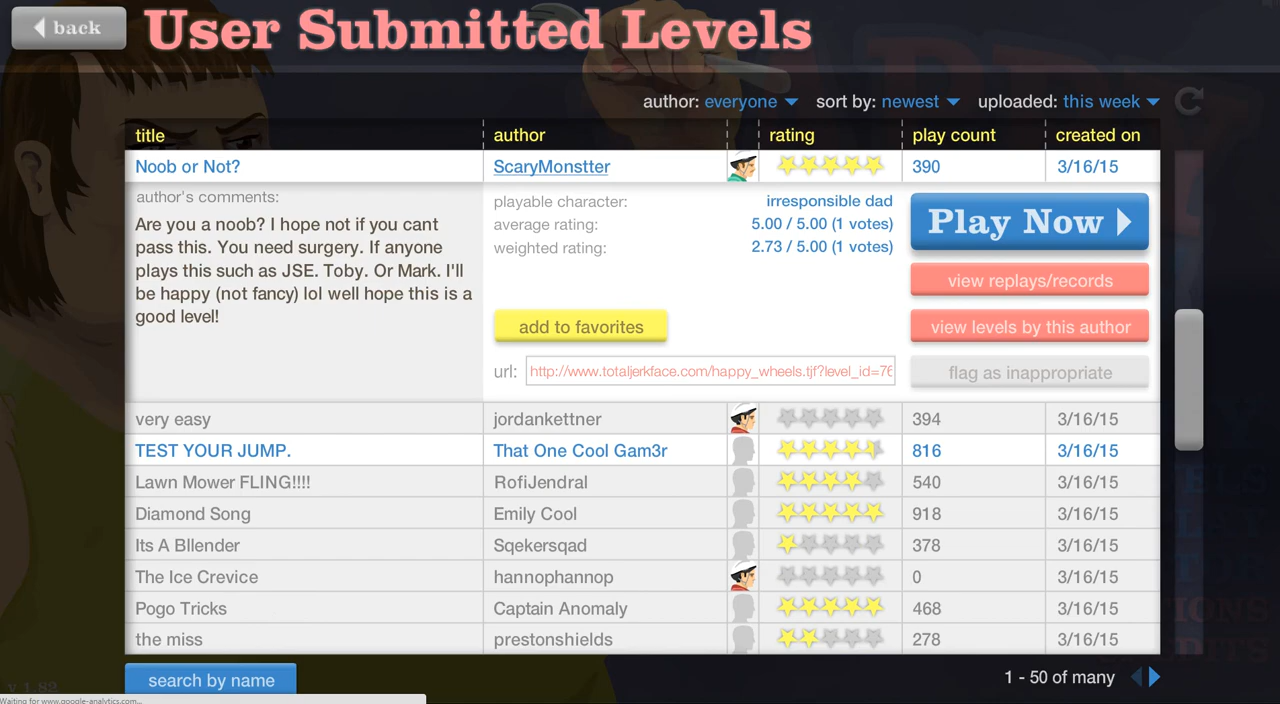 back
User Submitted Levels
author: everyone sort by: newest uploaded: this week
title author rating play count created on
Noob or Not? ScaryMonstter 390 3/16/15
author's comments:
Are you a noob? I hope not if you cant
pass this. You need surgery. If anyone
plays this such as JSE. Toby. Or Mark. I'll
be happy (not fancy) lol well hope this is a
good level!
playable character: irresponsible dad
average rating: 5.00 / 5.00 (1 votes)
weighted rating: 2.73 / 5.00 (1 votes)
Play Now
view replays/records
add to favorites
view levels by this author
url: http://www.totaljerkface.com/happy_wheels.tjf?level_id=76
flag as inappropriate
very easy jordankettner 394 3/16/15
TEST YOUR JUMP. That One Cool Gam3r 816 3/16/15
Lawn Mower FLING!!!! RofiJendral 540 3/16/15
Diamond Song Emily Cool 918 3/16/15
Its A Bllender Sqekersqad 378 3/16/15
The Ice Crevice hannophannop 0 3/16/15
Pogo Tricks Captain Anomaly 468 3/16/15
the miss prestonshields 278 3/16/15
search by name
1 - 50 of many
v 1.82
Waiting for www.google-analytics.com...